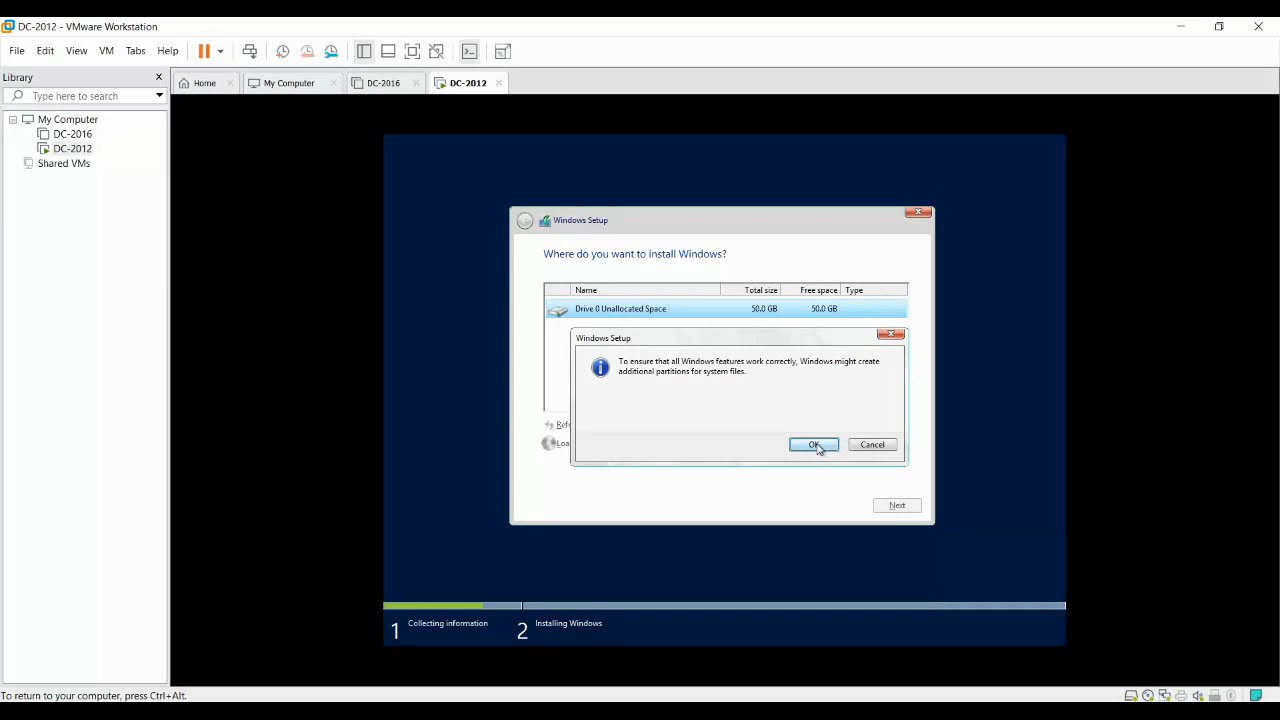 DC-2012 - VMware Workstation
File Edit View VM Tabs Help
Library
Type here to search
Home
My Computer
DC-2016
DC-2012
My Computer
DC-2016
DC-2012
Shared VMs
Windows Setup
Where do you want to install Windows?
Name Total size Free space Type
Drive 0 Unallocated Space 50.0 GB 50.0 GB
Windows Setup
To ensure that all Windows features work correctly, Windows might create
additional partitions for system files.
Refr
Loa
OK Cancel
Next
1 Collecting information 2 Installing Windows
To return to your computer, press Ctrl+Alt.